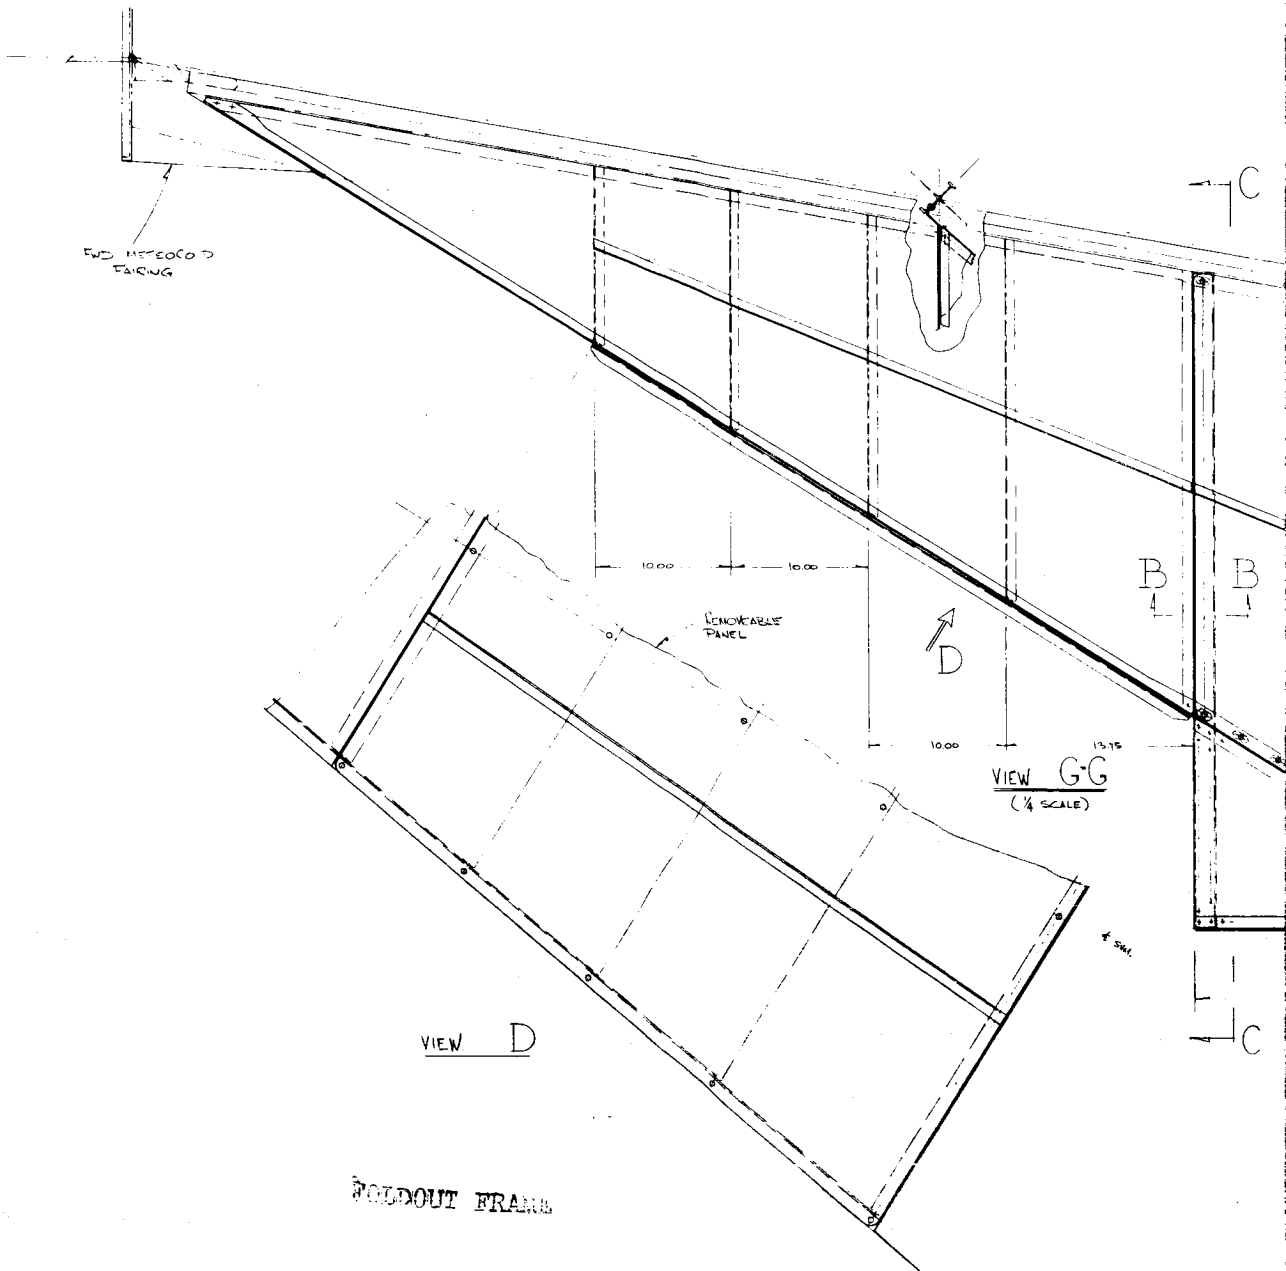 C
FWD METEOROID
FAIRING
10.00
10.00
REMOVEABLE
PANEL
B
B
D
10.00
13.75
VIEW G-G
(1/4 SCALE)
VIEW D
C
FOLDOUT FRAME